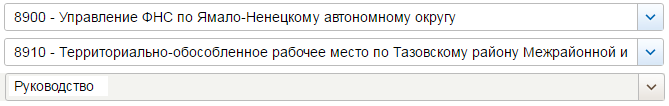 8900 - Управление ФНС по Ямало-Ненецкому автономному округу
8910 - Территориально-обособленное рабочее место по Тазовскому району Межрайонной и
Руководство